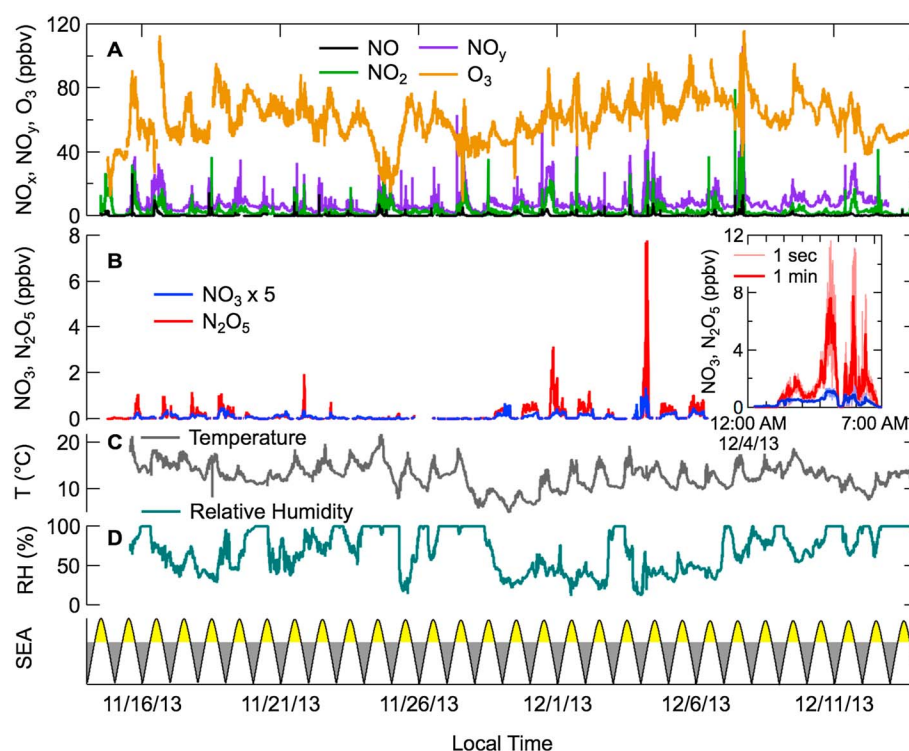 NOx, NOy, O3 (ppbv)
120
80
40
0
A
NO
NOy
NO2
O3
NO3, N2O5 (ppbv)
8
6
4
2
0
B
NO3 x 5
N2O5
NO3, N2O5 (ppbv)
12
8
4
0
1 sec
1 min
12:00 AM
7:00 AM
12/4/13
T (°C)
20
10
C
Temperature
RH (%)
100
50
0
Relative Humidity
D
SEA
11/16/13
11/21/13
11/26/13
12/1/13
12/6/13
12/11/13
Local Time